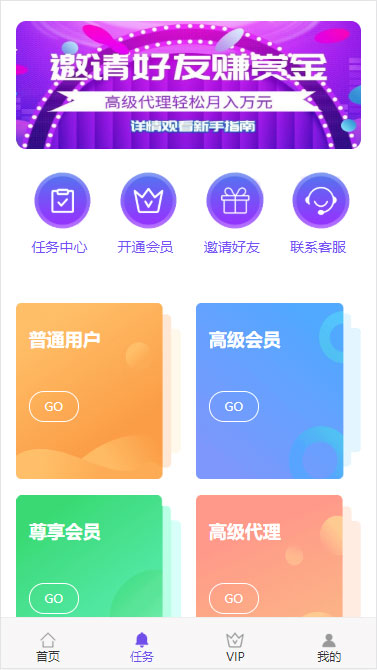 邀请好友赚赏金
高级代理轻松月入万元
详情观看新手指南
任务中心 开通会员 邀请好友 联系客服
普通用户 高级会员
GO GO
尊享会员 高级代理
GO GO
首页 任务 VIP 我的